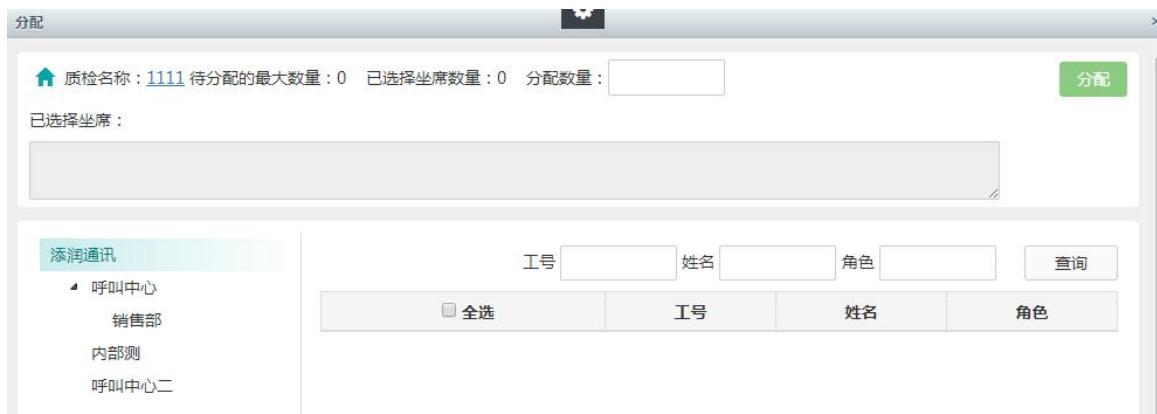 分配
质检名称：1111 待分配的最大数量：0 已选择坐席数量：0 分配数量： 分配
已选择坐席：
添润通讯
呼叫中心
销售部
内部测
呼叫中心二
工号 姓名 角色 查询
全选 工号 姓名 角色